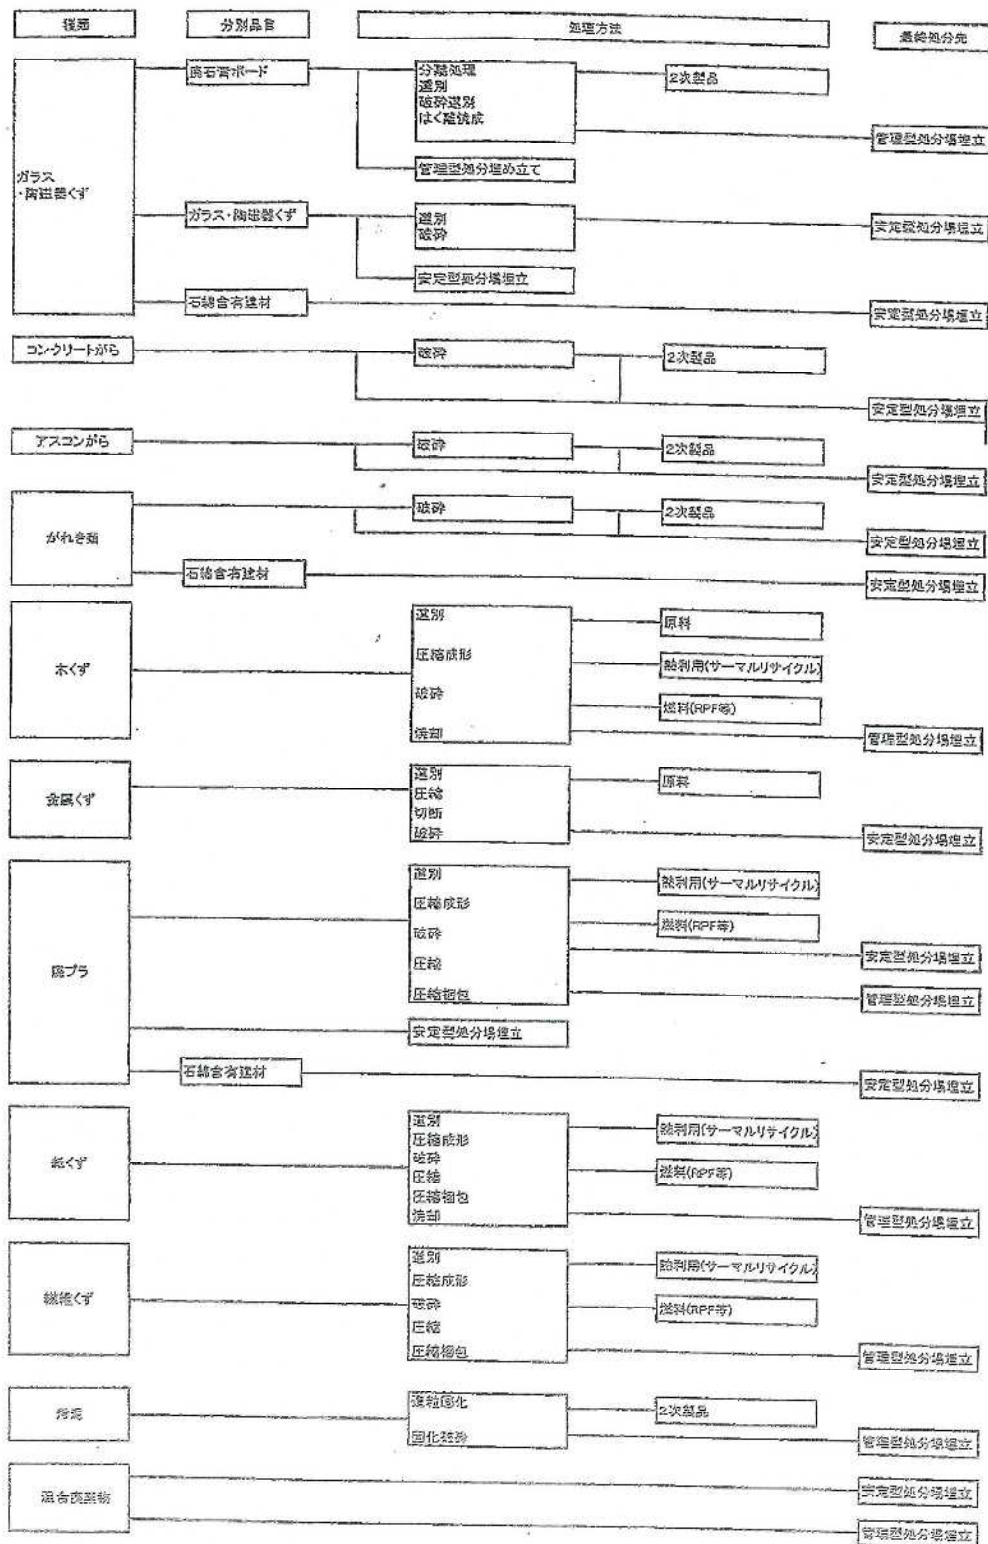 種類
分別品目
処理方法
最終処分先
ガラス
・陶磁器くず
廃石膏ボード
分離処理
選別
破砕選別
はく離焼成
2次製品
管理型処分場埋立
管理型処分埋め立て
ガラス・陶磁器くず
選別
破砕
安定型処分場埋立
安定型処分場埋立
石綿含有建材
安定型処分場埋立
コンクリートがら
破砕
2次製品
安定型処分場埋立
アスコンがら
破砕
2次製品
安定型処分場埋立
がれき類
破砕
2次製品
安定型処分場埋立
石綿含有建材
安定型処分場埋立
木くず
選別
圧縮成形
破砕
焼却
原料
熱利用(サーマルリサイクル)
燃料(RPF等)
管理型処分場埋立
金属くず
選別
圧縮
切断
破砕
原料
安定型処分場埋立
廃プラ
選別
圧縮成形
破砕
圧縮
圧縮梱包
熱利用(サーマルリサイクル)
燃料(RPF等)
安定型処分場埋立
管理型処分場埋立
安定型処分場埋立
石綿含有建材
安定型処分場埋立
紙くず
選別
圧縮成形
破砕
圧縮
圧縮梱包
焼却
熱利用(サーマルリサイクル)
燃料(RPF等)
管理型処分場埋立
繊維くず
選別
圧縮成形
破砕
圧縮
圧縮梱包
熱利用(サーマルリサイクル)
燃料(RPF等)
管理型処分場埋立
汚泥
造粒固化
固化破砕
2次製品
管理型処分場埋立
混合廃棄物
安定型処分場埋立
管理型処分場埋立